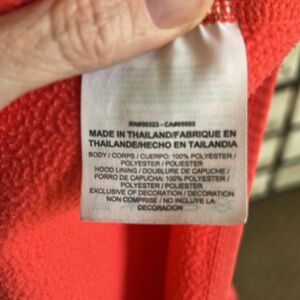 RN#56323 - CA#05553
MADE IN THAILAND/FABRIQUE EN
THAILANDE/HECHO EN TAILANDIA
BODY / CORPS / CUERPO: 100% POLYESTER /
POLYESTER / POLIESTER
HOOD LINING / DOUBLURE DE CAPUCHE /
FORRO DE CAPUCHA: 100% POLYESTER /
POLYESTER / POLIESTER
EXCLUSIVE OF DECORATION / DECORATION
NON COMPRISE / NO INCLUYE LA
DECORACION